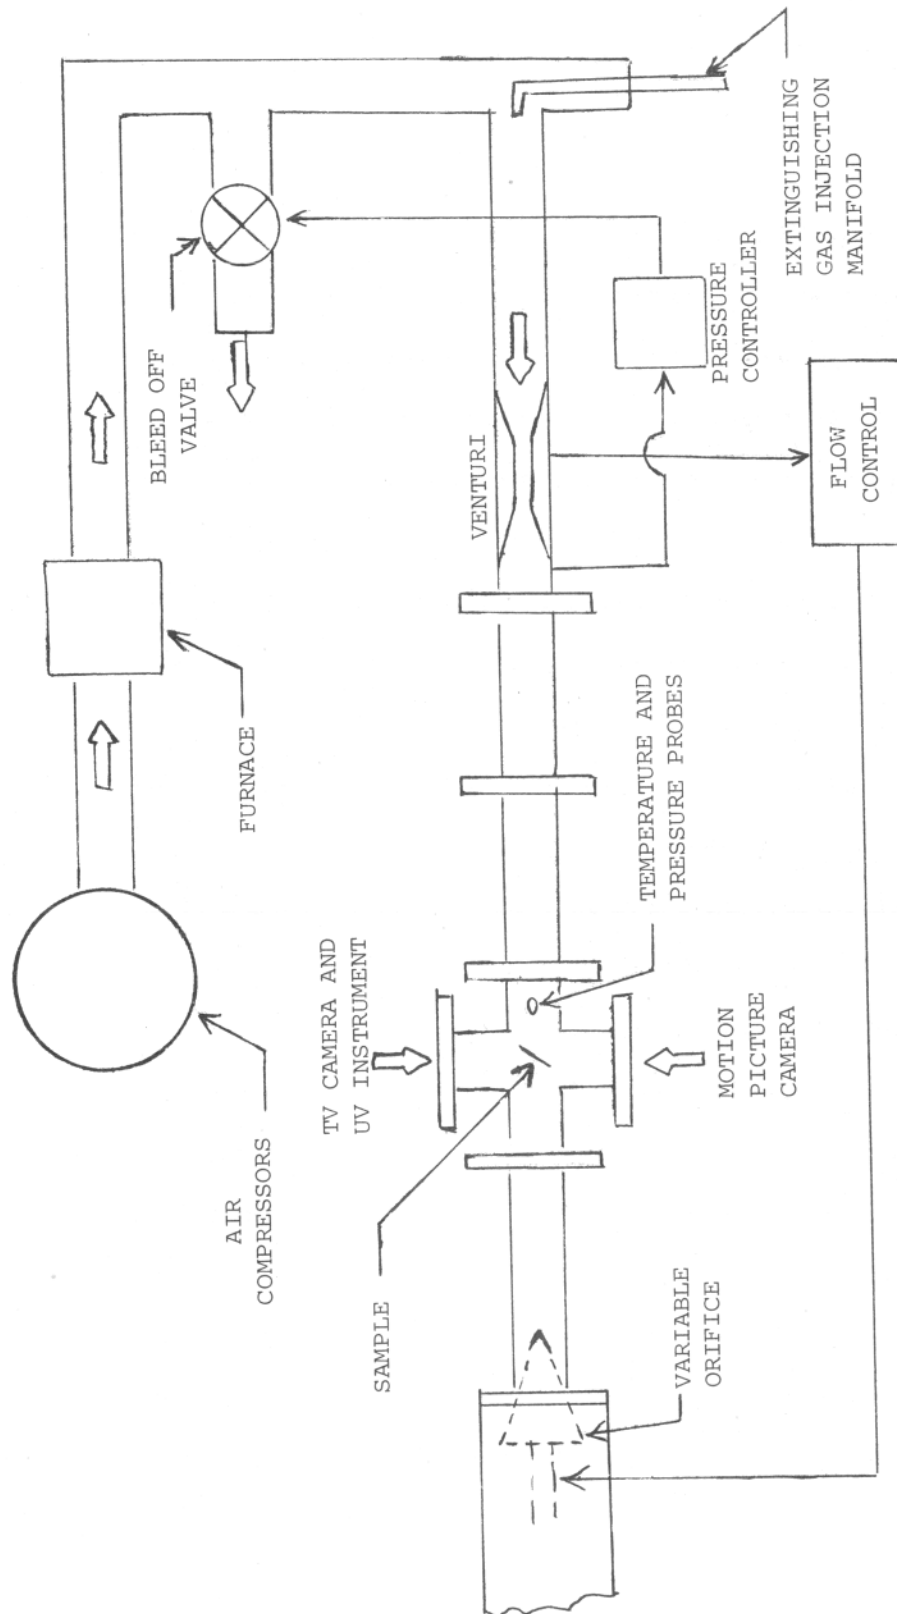 AIR
COMPRESSORS
FURNACE
BLEED OFF
VALVE
EXTINGUISHING
GAS INJECTION
MANIFOLD
PRESSURE
CONTROLLER
VENTURI
FLOW
CONTROL
TEMPERATURE AND
PRESSURE PROBES
TV CAMERA AND
UV INSTRUMENT
MOTION
PICTURE
CAMERA
SAMPLE
VARIABLE
ORIFICE